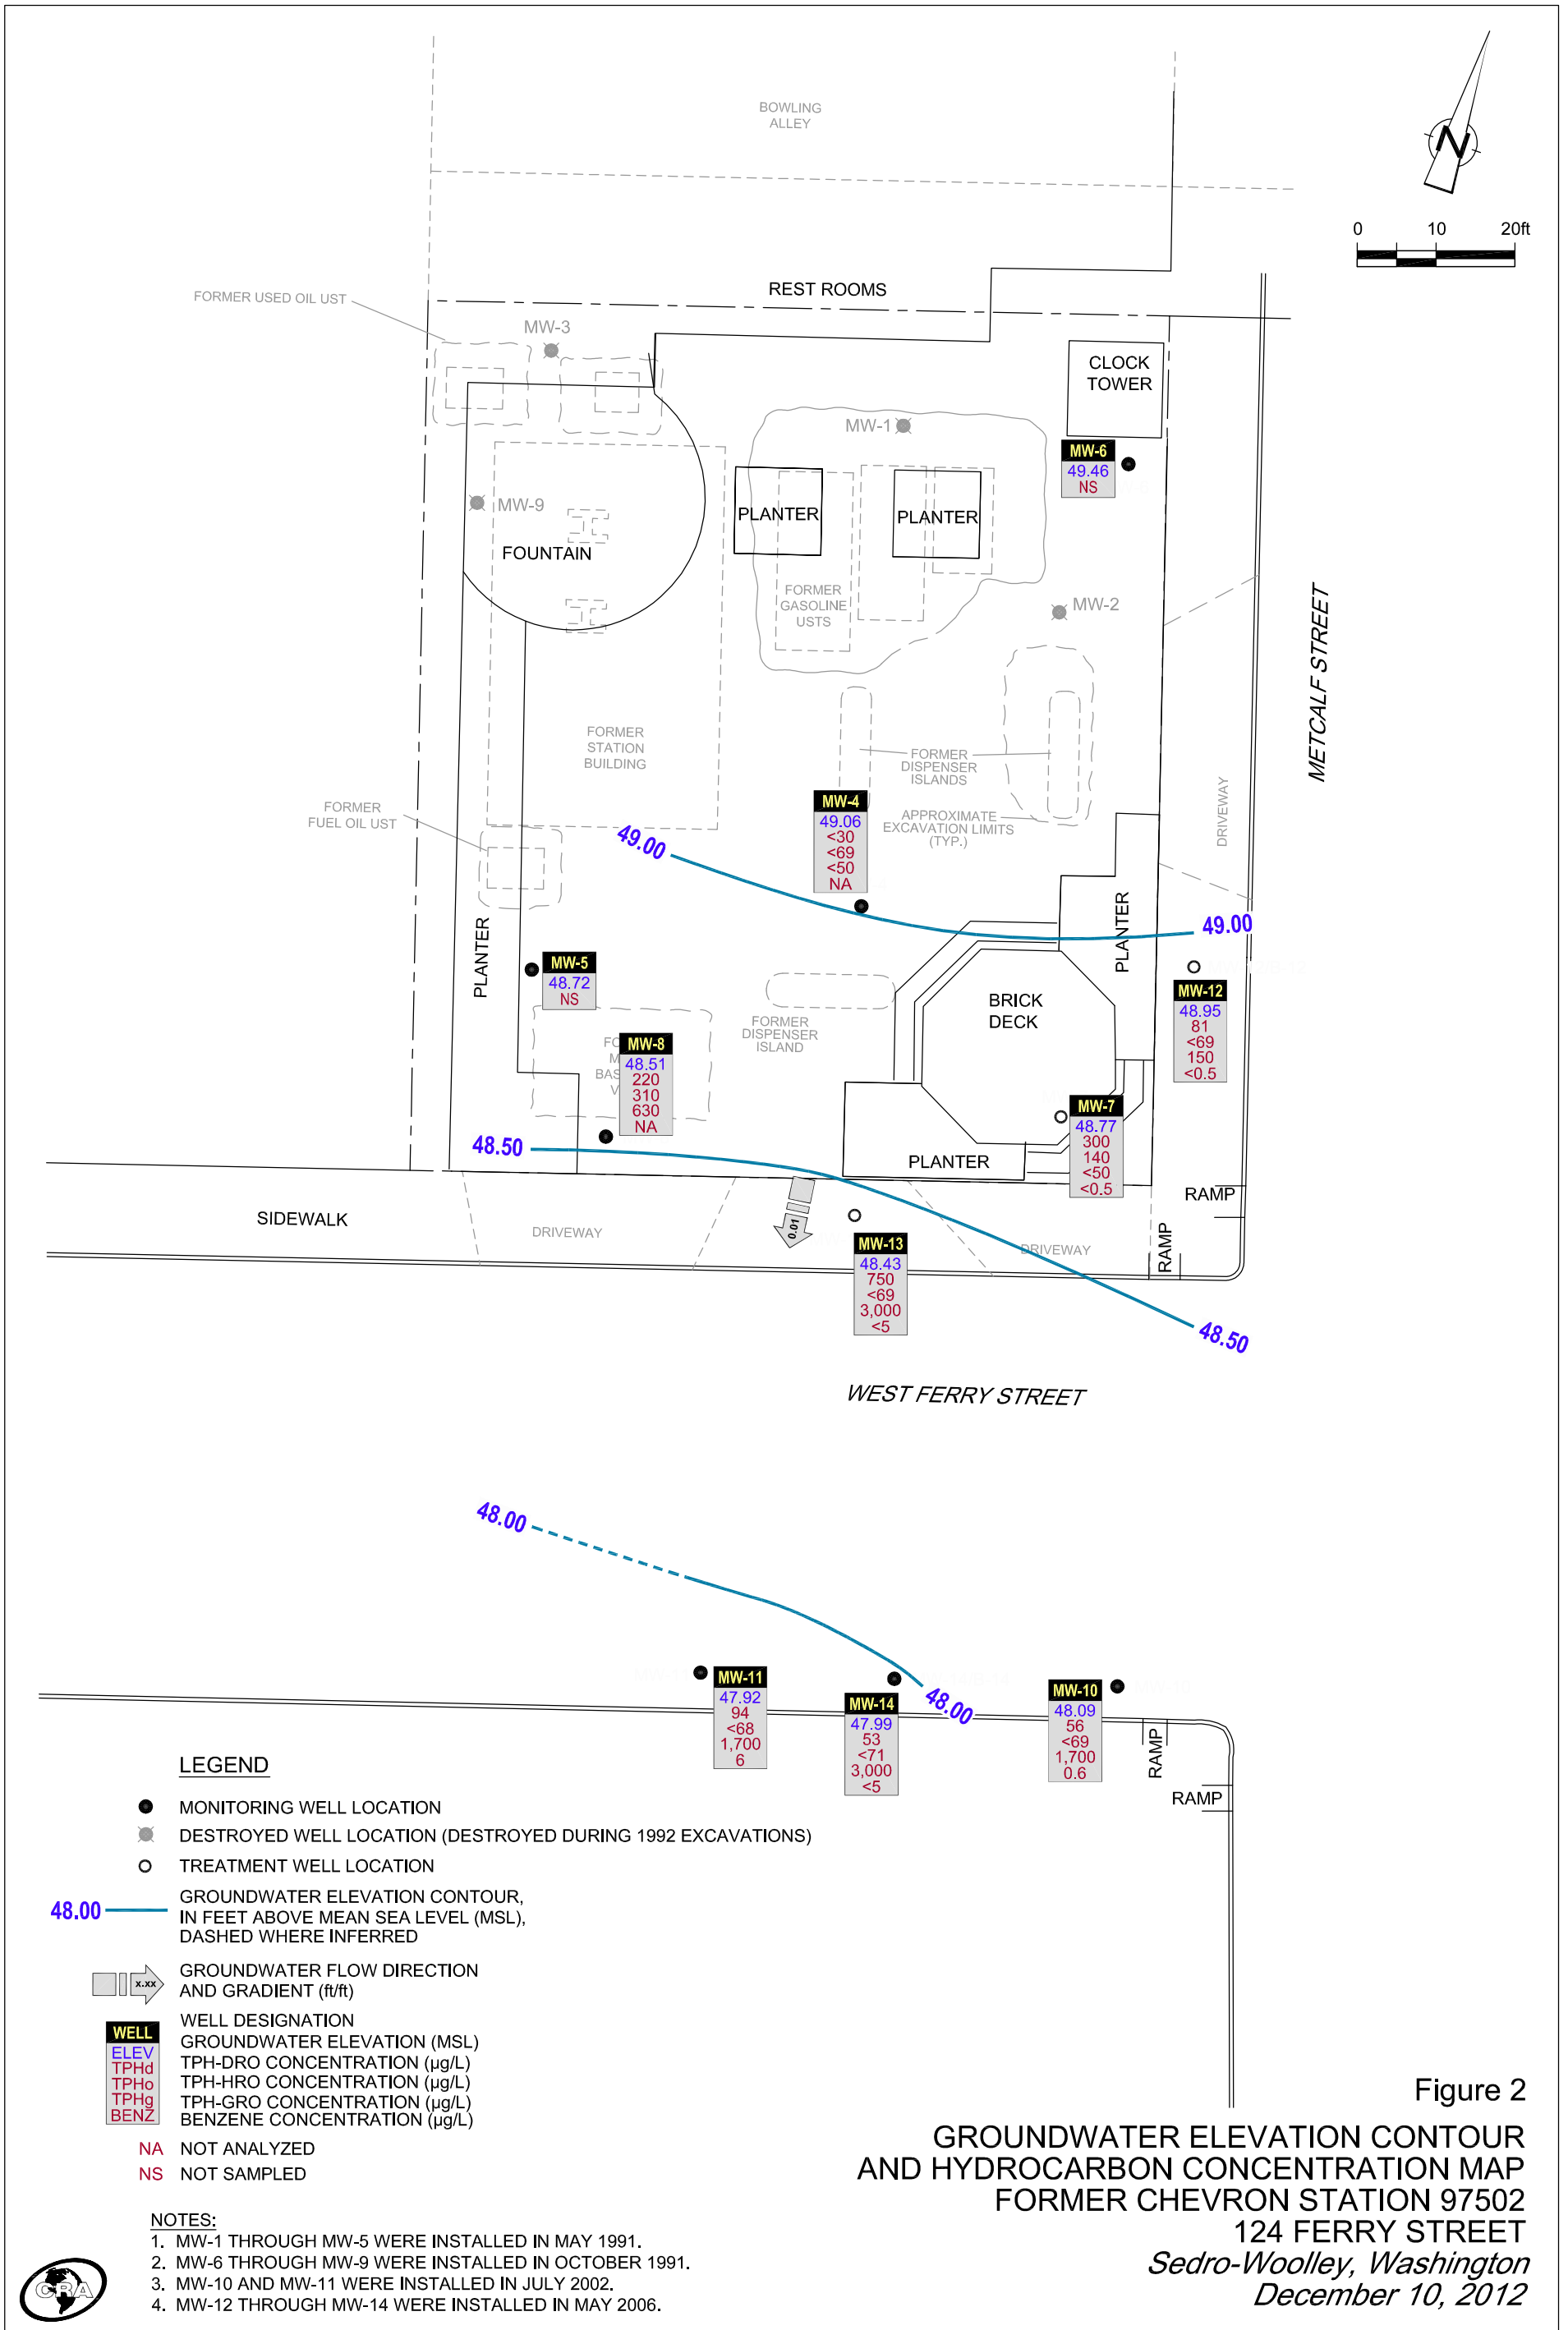 BOWLING
ALLEY
N
0 10 20ft
REST ROOMS
FORMER USED OIL UST
MW-3
CLOCK
TOWER
MW-1
MW-6
49.46
NS
MW-9
PLANTER
PLANTER
FOUNTAIN
FORMER
GASOLINE
USTS
MW-2
METCALF STREET
FORMER
STATION
BUILDING
FORMER
DISPENSER
ISLANDS
DRIVEWAY
FORMER
FUEL OIL UST
MW-4
49.06
<30
<69
<50
NA
APPROXIMATE
EXCAVATION LIMITS
(TYP.)
49.00
49.00
PLANTER
PLANTER
MW-5
48.72
NS
MW-12
48.95
81
<69
150
<0.5
BRICK
DECK
FORMER
DISPENSER
ISLAND
MW-8
48.51
220
310
630
NA
MW-7
48.77
300
140
<50
<0.5
48.50
PLANTER
RAMP
SIDEWALK
DRIVEWAY
0.01
MW-13
48.43
750
<69
3,000
<5
DRIVEWAY
RAMP
48.50
WEST FERRY STREET
48.00
MW-11
47.92
94
<68
1,700
6
MW-14
47.99
53
<71
3,000
<5
48.00
MW-10
48.09
56
<69
1,700
0.6
RAMP
RAMP
LEGEND
MONITORING WELL LOCATION
DESTROYED WELL LOCATION (DESTROYED DURING 1992 EXCAVATIONS)
TREATMENT WELL LOCATION
48.00
GROUNDWATER ELEVATION CONTOUR,
IN FEET ABOVE MEAN SEA LEVEL (MSL),
DASHED WHERE INFERRED
x.xx
GROUNDWATER FLOW DIRECTION
AND GRADIENT (ft/ft)
WELL WELL DESIGNATION
ELEV GROUNDWATER ELEVATION (MSL)
TPHd TPH-DRO CONCENTRATION (µg/L)
TPHo TPH-HRO CONCENTRATION (µg/L)
TPHg TPH-GRO CONCENTRATION (µg/L)
BENZ BENZENE CONCENTRATION (µg/L)
NA NOT ANALYZED
NS NOT SAMPLED
NOTES:
1. MW-1 THROUGH MW-5 WERE INSTALLED IN MAY 1991.
2. MW-6 THROUGH MW-9 WERE INSTALLED IN OCTOBER 1991.
3. MW-10 AND MW-11 WERE INSTALLED IN JULY 2002.
4. MW-12 THROUGH MW-14 WERE INSTALLED IN MAY 2006.
CRA
Figure 2
GROUNDWATER ELEVATION CONTOUR
AND HYDROCARBON CONCENTRATION MAP
FORMER CHEVRON STATION 97502
124 FERRY STREET
Sedro-Woolley, Washington
December 10, 2012